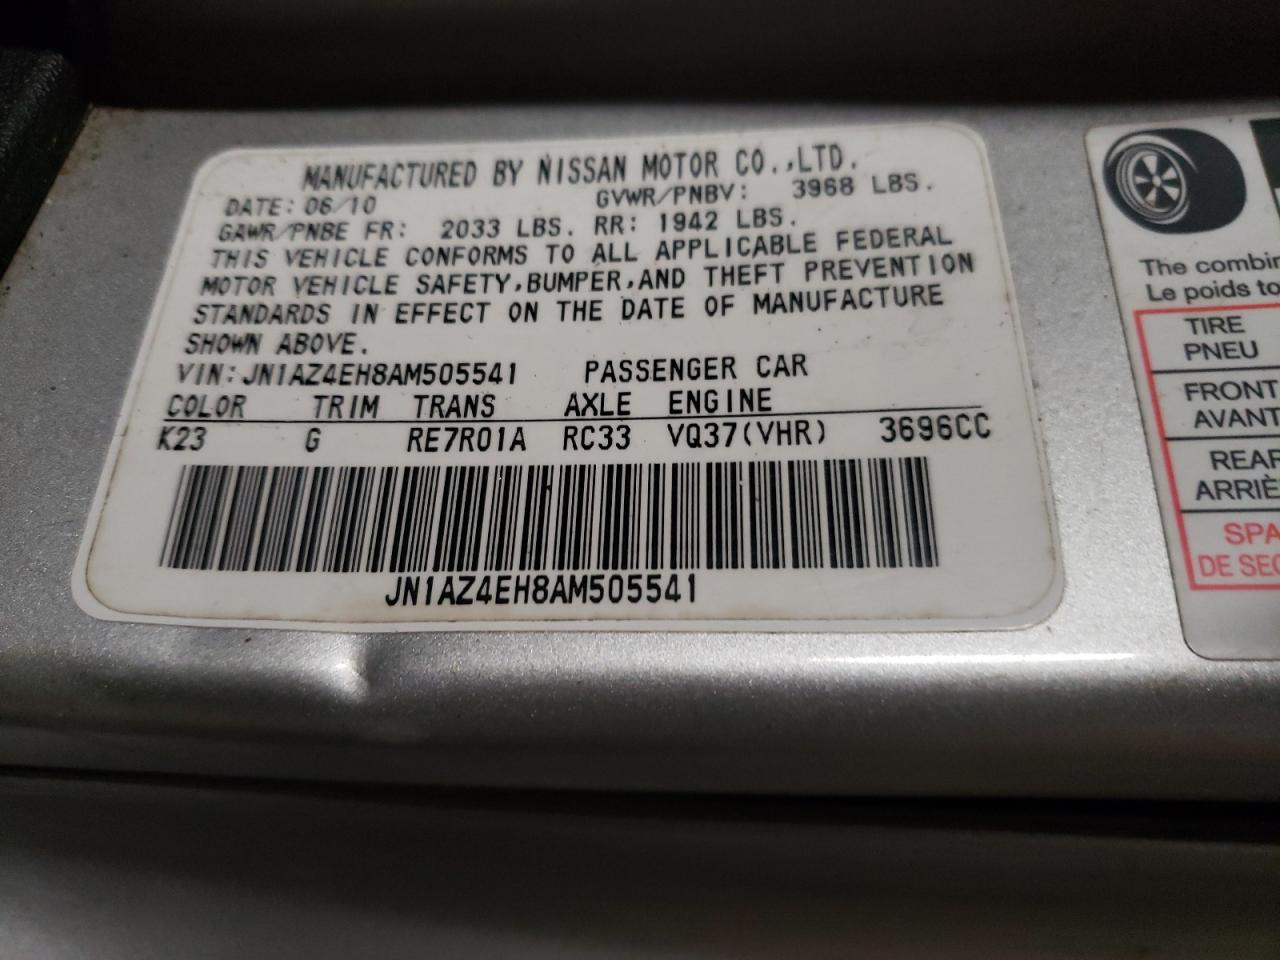 MANUFACTURED BY NISSAN MOTOR CO.,LTD.
DATE: 06/10 GVWR/PNBV: 3968 LBS.
GAWR/PNBE FR: 2033 LBS. RR: 1942 LBS.
THIS VEHICLE CONFORMS TO ALL APPLICABLE FEDERAL
MOTOR VEHICLE SAFETY,BUMPER,AND THEFT PREVENTION
STANDARDS IN EFFECT ON THE DATE OF MANUFACTURE
SHOWN ABOVE.
VIN: JN1AZ4EH8AM505541 PASSENGER CAR
COLOR TRIM TRANS AXLE ENGINE
K23 G RE7R01A RC33 VQ37(VHR) 3696CC
JN1AZ4EH8AM505541
The combin
Le poids to
TIRE
PNEU
FRONT
AVANT
REAR
ARRIÈ
SPA
DE SEC